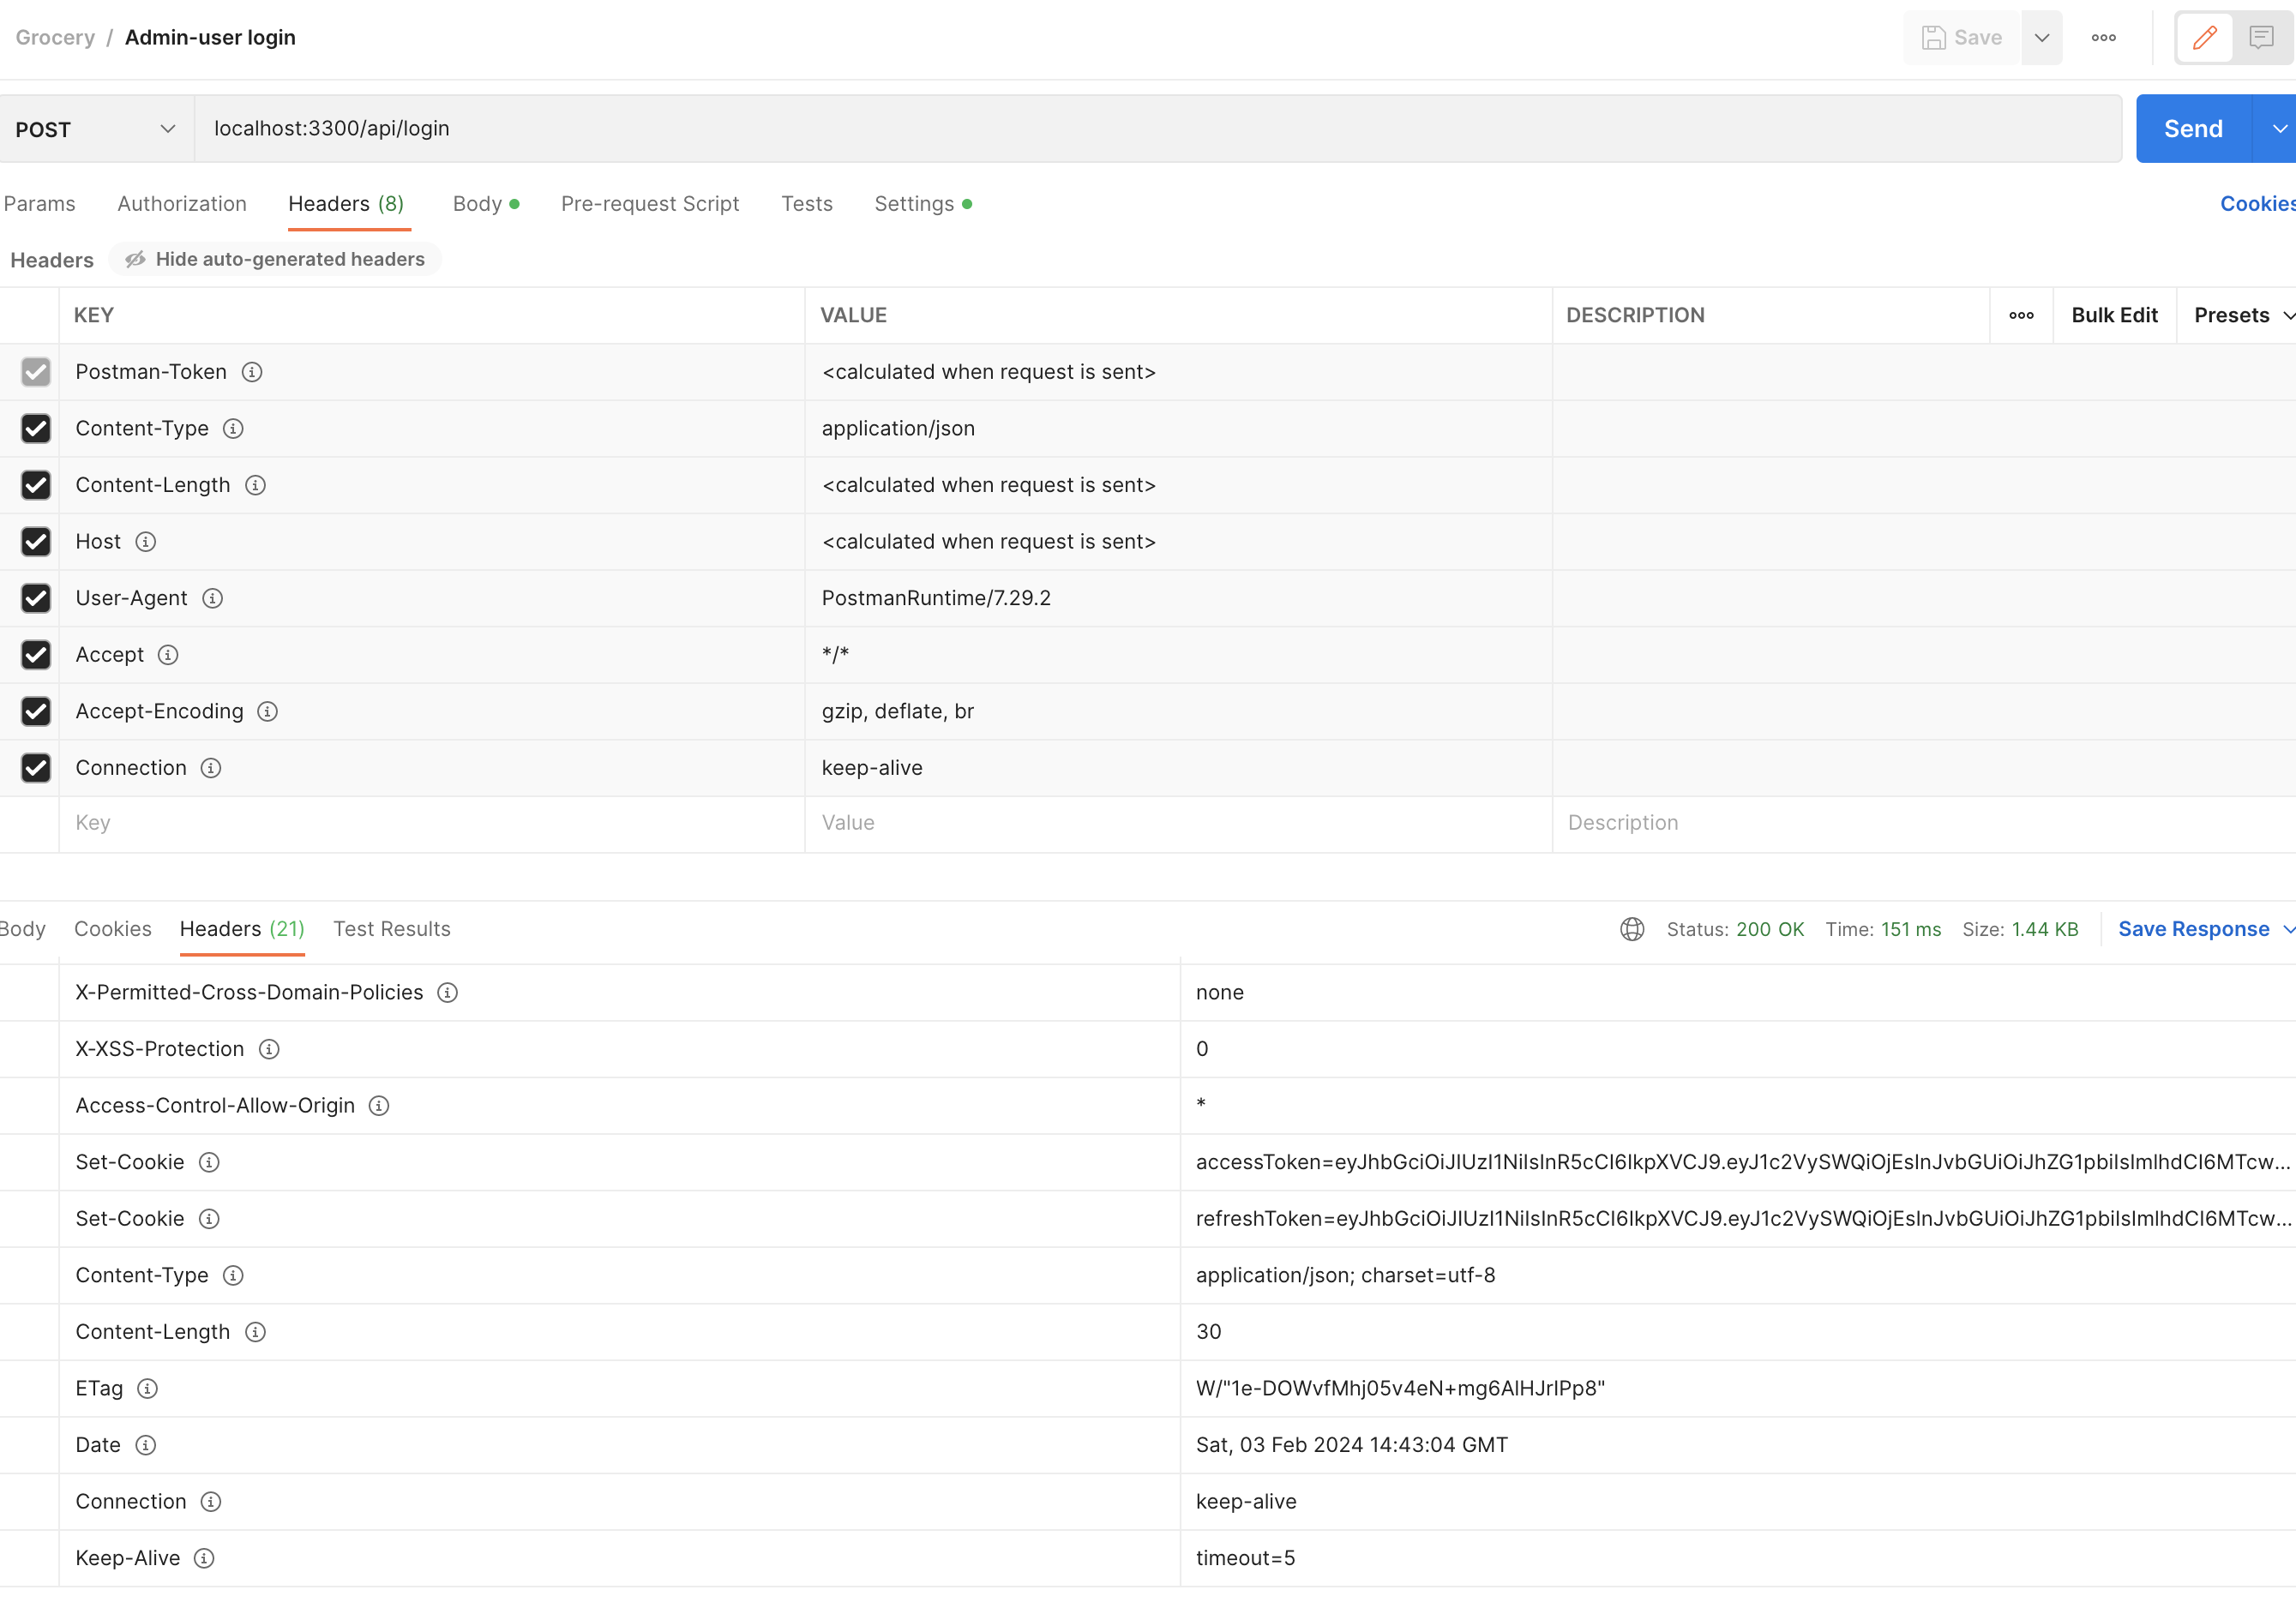 Grocery / Admin-user login
Save
POST localhost:3300/api/login Send
Params Authorization Headers (8) Body Pre-request Script Tests Settings Cookies
Headers Hide auto-generated headers
KEY VALUE DESCRIPTION Bulk Edit Presets
Postman-Token <calculated when request is sent>
Content-Type application/json
Content-Length <calculated when request is sent>
Host <calculated when request is sent>
User-Agent PostmanRuntime/7.29.2
Accept */*
Accept-Encoding gzip, deflate, br
Connection keep-alive
Key Value Description
Body Cookies Headers (21) Test Results Status: 200 OK Time: 151 ms Size: 1.44 KB Save Response
X-Permitted-Cross-Domain-Policies none
X-XSS-Protection 0
Access-Control-Allow-Origin *
Set-Cookie accessToken=eyJhbGciOiJIUzI1NiIsInR5cCI6IkpXVCJ9.eyJ1c2VySWQiOjEsInJvbGUiOiJhZG1pbiIsImlhdCI6MTcw...
Set-Cookie refreshToken=eyJhbGciOiJIUzI1NiIsInR5cCI6IkpXVCJ9.eyJ1c2VySWQiOjEsInJvbGUiOiJhZG1pbiIsImlhdCI6MTcw...
Content-Type application/json; charset=utf-8
Content-Length 30
ETag W/"1e-DOWvfMhj05v4eN+mg6AlHJrlPp8"
Date Sat, 03 Feb 2024 14:43:04 GMT
Connection keep-alive
Keep-Alive timeout=5